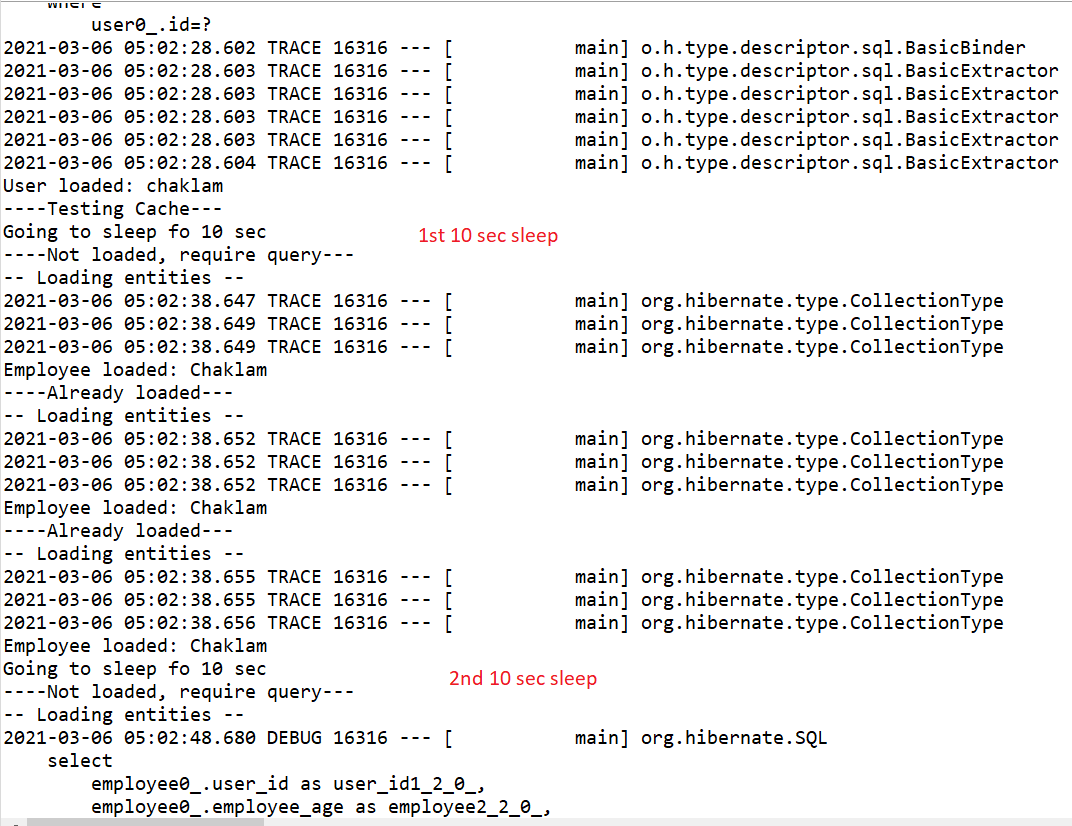 where
user0_.id=?
2021-03-06 05:02:28.602 TRACE 16316 --- [           main] o.h.type.descriptor.sql.BasicBinder
2021-03-06 05:02:28.603 TRACE 16316 --- [           main] o.h.type.descriptor.sql.BasicExtractor
2021-03-06 05:02:28.603 TRACE 16316 --- [           main] o.h.type.descriptor.sql.BasicExtractor
2021-03-06 05:02:28.603 TRACE 16316 --- [           main] o.h.type.descriptor.sql.BasicExtractor
2021-03-06 05:02:28.603 TRACE 16316 --- [           main] o.h.type.descriptor.sql.BasicExtractor
2021-03-06 05:02:28.604 TRACE 16316 --- [           main] o.h.type.descriptor.sql.BasicExtractor
User loaded: chaklam
----Testing Cache---
Going to sleep fo 10 sec
1st 10 sec sleep
----Not loaded, require query---
-- Loading entities --
2021-03-06 05:02:38.647 TRACE 16316 --- [           main] org.hibernate.type.CollectionType
2021-03-06 05:02:38.649 TRACE 16316 --- [           main] org.hibernate.type.CollectionType
2021-03-06 05:02:38.649 TRACE 16316 --- [           main] org.hibernate.type.CollectionType
Employee loaded: Chaklam
----Already loaded---
-- Loading entities --
2021-03-06 05:02:38.652 TRACE 16316 --- [           main] org.hibernate.type.CollectionType
2021-03-06 05:02:38.652 TRACE 16316 --- [           main] org.hibernate.type.CollectionType
2021-03-06 05:02:38.652 TRACE 16316 --- [           main] org.hibernate.type.CollectionType
Employee loaded: Chaklam
----Already loaded---
-- Loading entities --
2021-03-06 05:02:38.655 TRACE 16316 --- [           main] org.hibernate.type.CollectionType
2021-03-06 05:02:38.655 TRACE 16316 --- [           main] org.hibernate.type.CollectionType
2021-03-06 05:02:38.656 TRACE 16316 --- [           main] org.hibernate.type.CollectionType
Employee loaded: Chaklam
Going to sleep fo 10 sec
2nd 10 sec sleep
----Not loaded, require query---
-- Loading entities --
2021-03-06 05:02:48.680 DEBUG 16316 --- [           main] org.hibernate.SQL
select
employee0_.user_id as user_id1_2_0_,
employee0_.employee_age as employee2_2_0_,